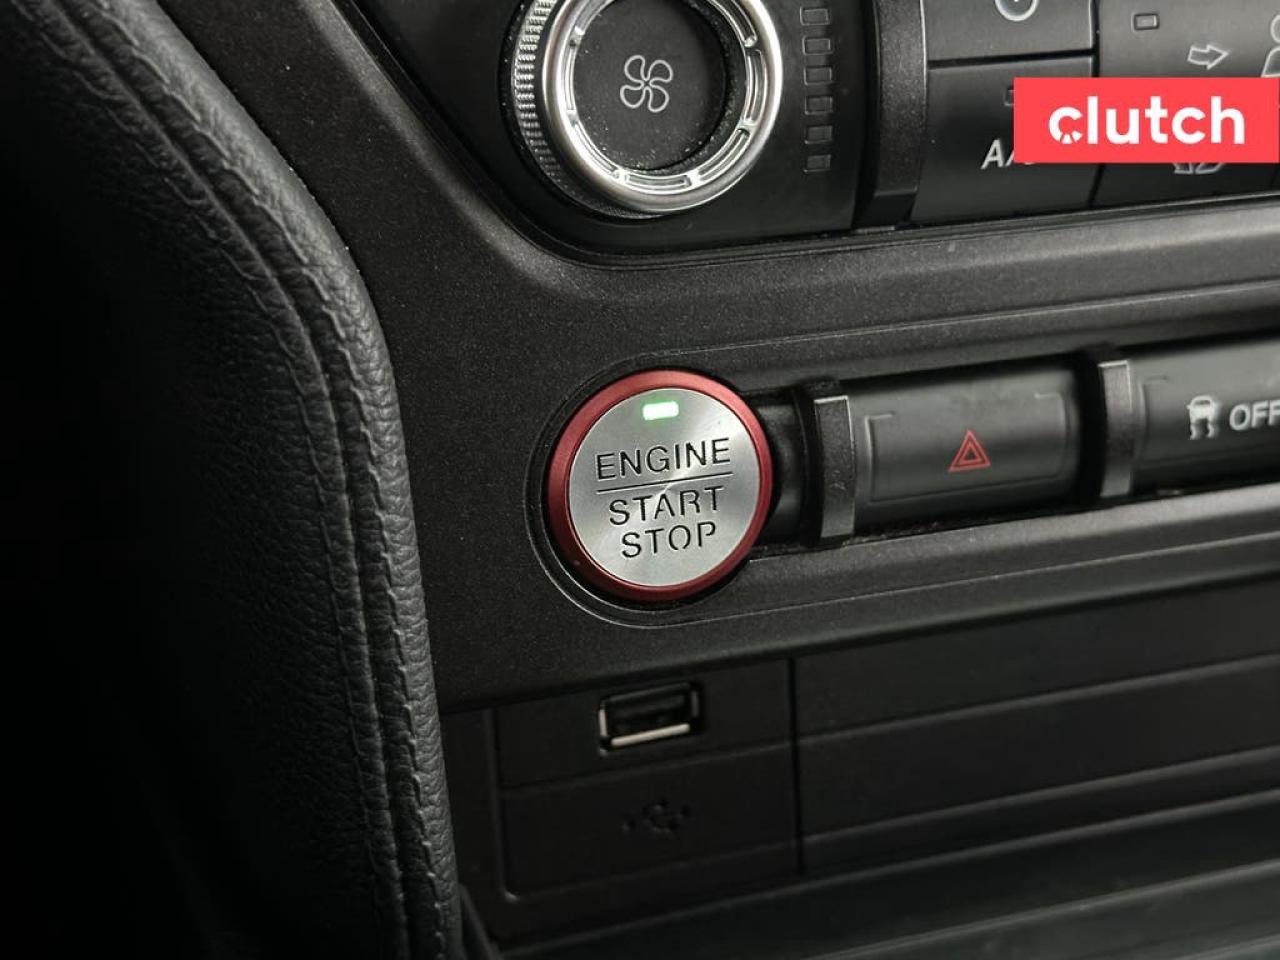 clutch
ENGINE
START
STOP
OFF